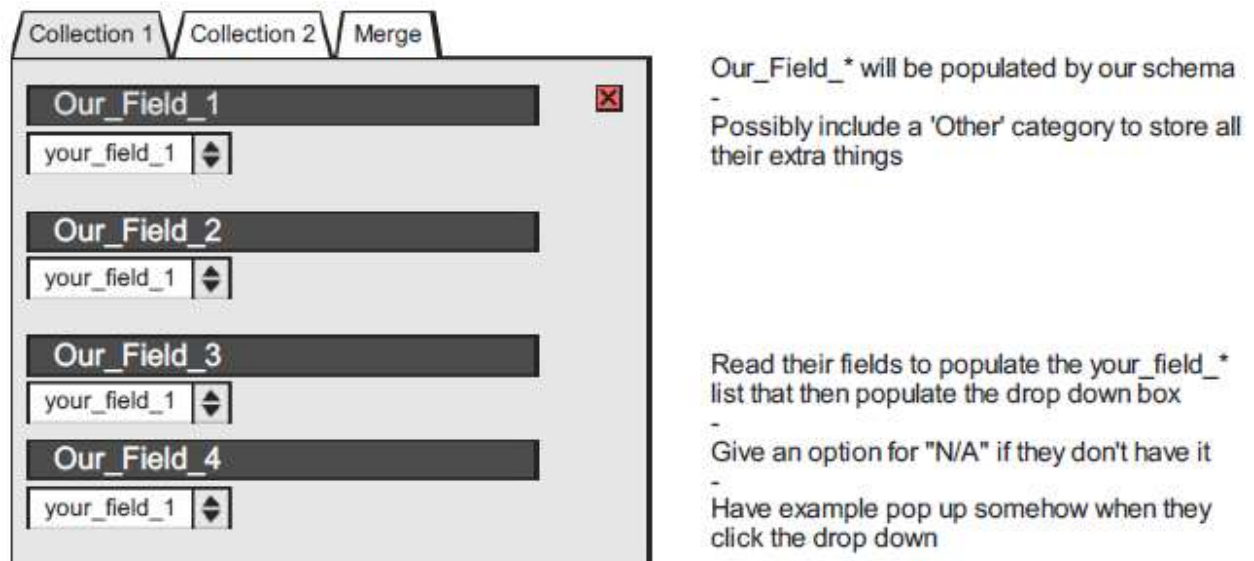 Collection 1 Collection 2 Merge
Our_Field_1
your_field_1
Our_Field_2
your_field_1
Our_Field_3
your_field_1
Our_Field_4
your_field_1
Our_Field_* will be populated by our schema
-
Possibly include a 'Other' category to store all
their extra things
Read their fields to populate the your_field_*
list that then populate the drop down box
-
Give an option for "N/A" if they don't have it
-
Have example pop up somehow when they
click the drop down